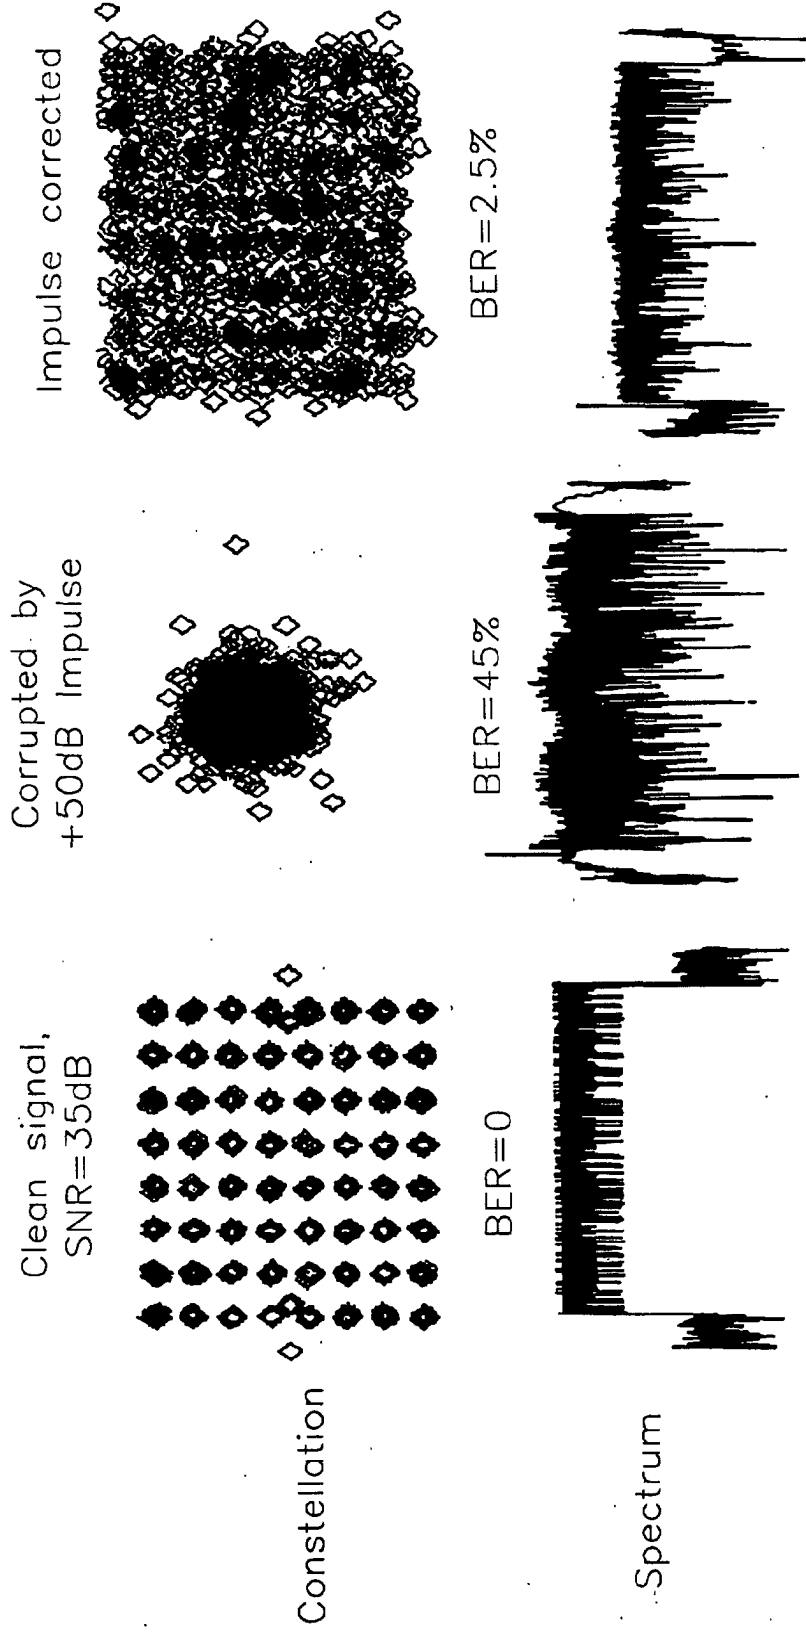 Clean signal,
SNR=35dB
Corrupted by
+50dB Impulse
Impulse corrected
Constellation
BER=0
BER=45%
BER=2.5%
Spectrum